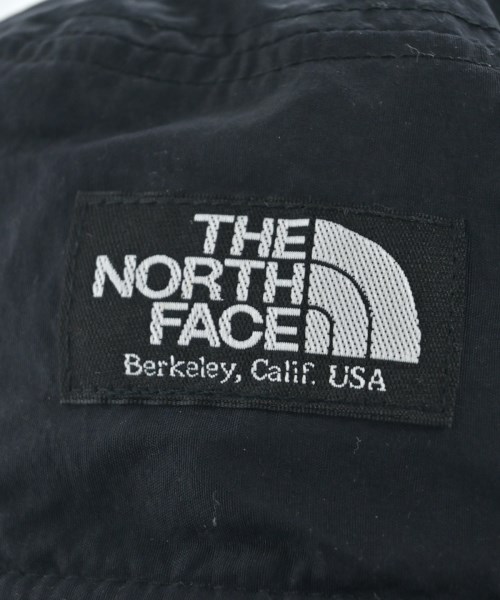 THE
NORTH
FACE
Berkeley, Calif. USA